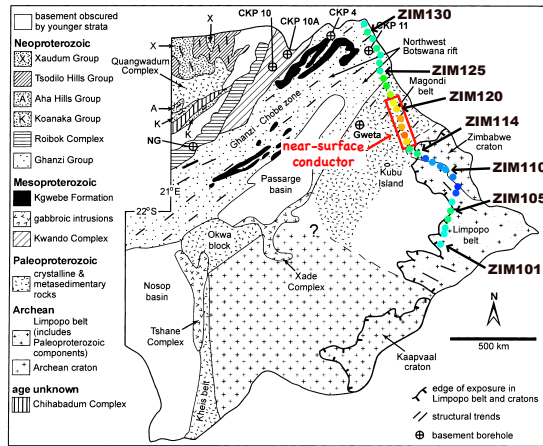 basement obscured
by younger strata
Neoproterozoic
X Xaudum Group
Tsodilo Hills Group
A Aha Hills Group
K Koanaka Group
Roibok Complex
Ghanzi Group
Mesoproterozoic
Kgwebe Formation
gabbroic intrusions
Kwando Complex
Paleoproterozoic
crystalline &
metasedimentary
rocks
Archean
Limpopo belt
(includes
Paleoproterozoic
components)
Archean craton
age unknown
Chihabadum Complex
CKP 10
CKP 10A
CKP 4
CKP 11
ZIM130
X
X
Quangwadum
Complex
A
K
K
NG
Northwest
Botswana rift
ZIM125
Magondi
belt
ZIM120
Ghanzi - Chobe zone
Gweta
near-surface
conductor
ZIM114
Zimbabwe
craton
Kubu
Island
ZIM110
21°E
22°S
Passarge
basin
ZIM105
Limpopo
belt
?
Okwa
block
ZIM101
Xade
Complex
Nosop
basin
Tshane
Complex
Kheis belt
Kaapvaal
craton
N
500 km
edge of exposure in
Limpopo belt and cratons
structural trends
basement borehole